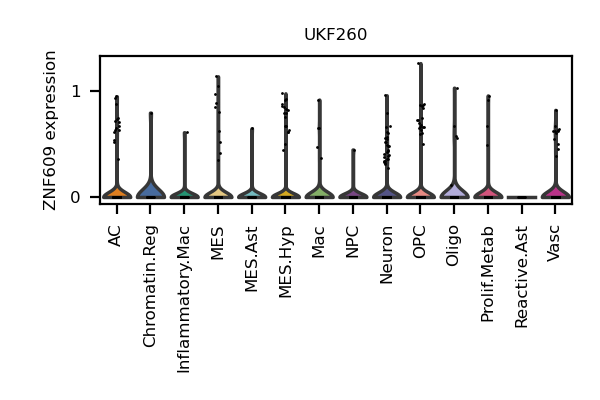 UKF260
ZNF609 expression
1
0
AC
Chromatin.Reg
Inflammatory.Mac
MES
MES.Ast
MES.Hyp
Mac
NPC
Neuron
OPC
Oligo
Prolif.Metab
Reactive.Ast
Vasc